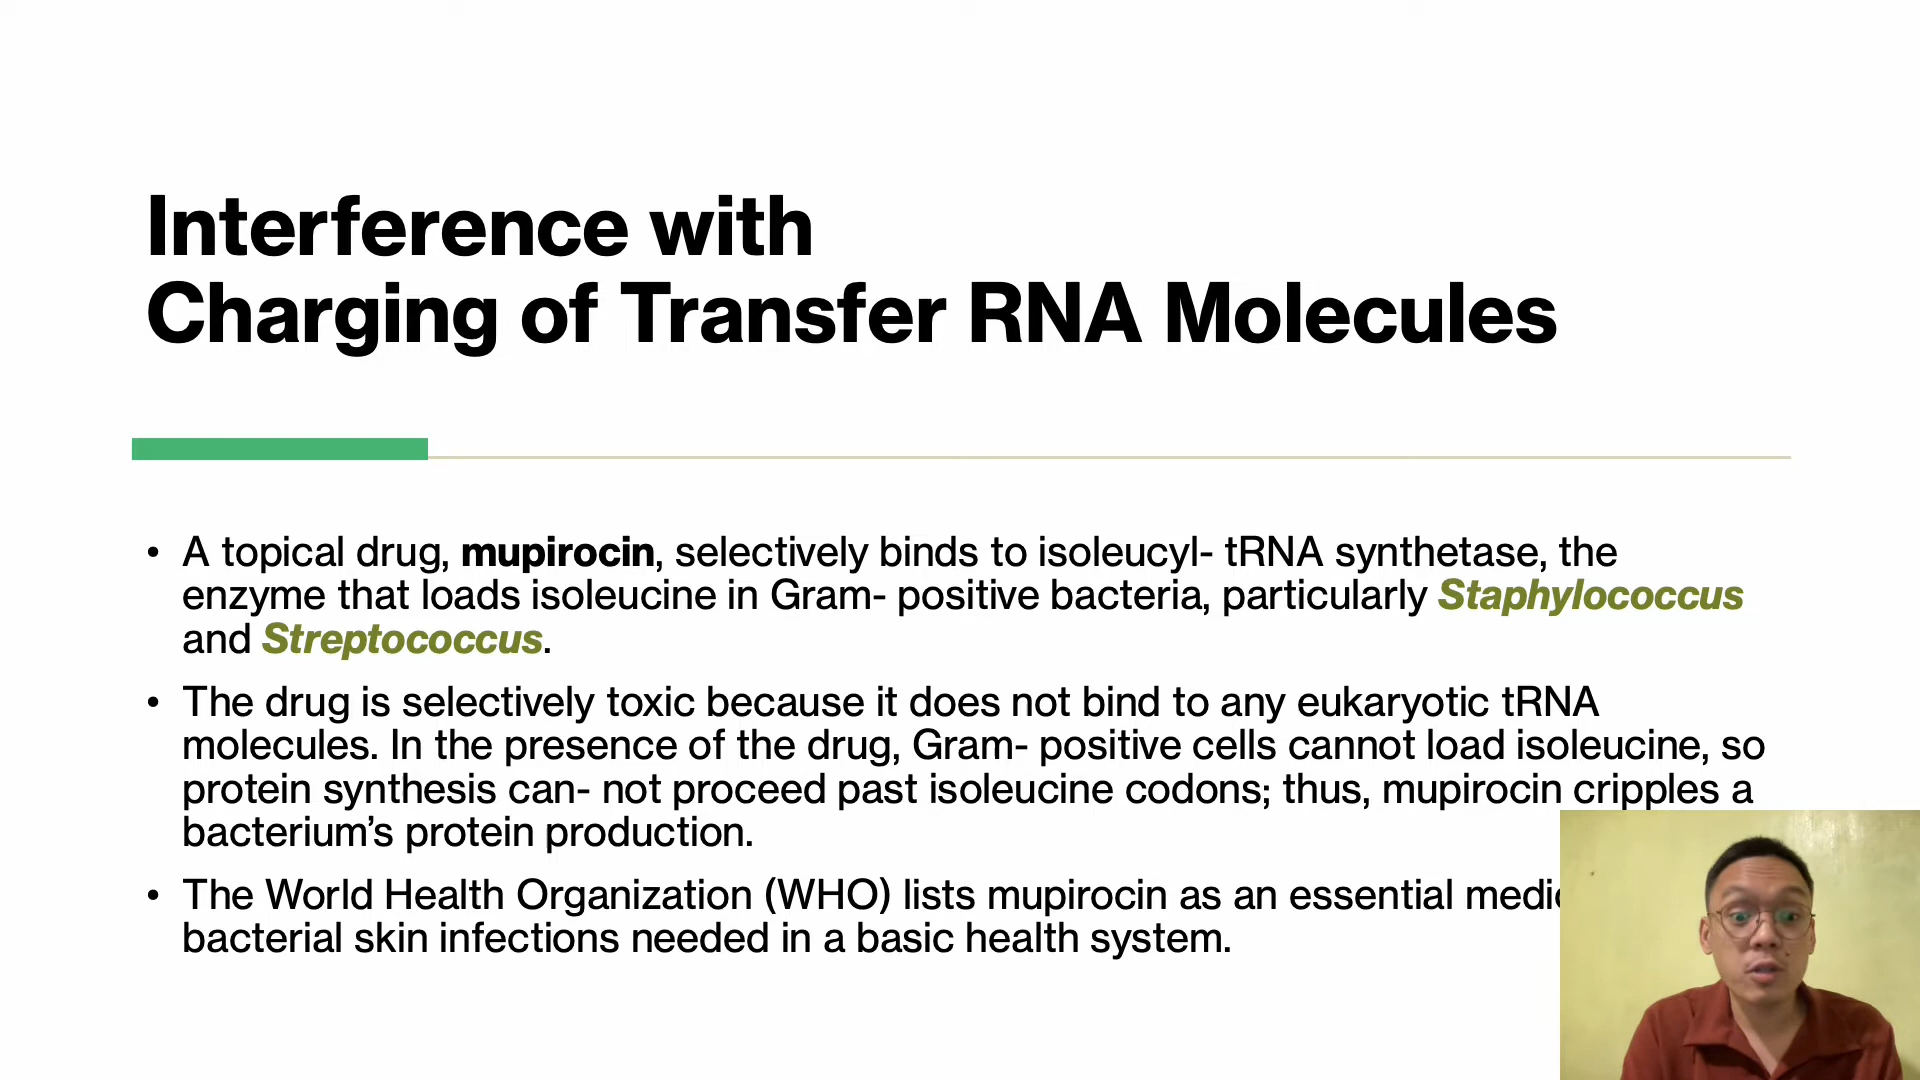 Interference with
Charging of Transfer RNA Molecules
• A topical drug, mupirocin, selectively binds to isoleucyl- tRNA synthetase, the
enzyme that loads isoleucine in Gram- positive bacteria, particularly Staphylococcus
and Streptococcus.
• The drug is selectively toxic because it does not bind to any eukaryotic tRNA
molecules. In the presence of the drug, Gram- positive cells cannot load isoleucine, so
protein synthesis can- not proceed past isoleucine codons; thus, mupirocin cripples a
bacterium’s protein production.
• The World Health Organization (WHO) lists mupirocin as an essential
bacterial skin infections needed in a basic health system.